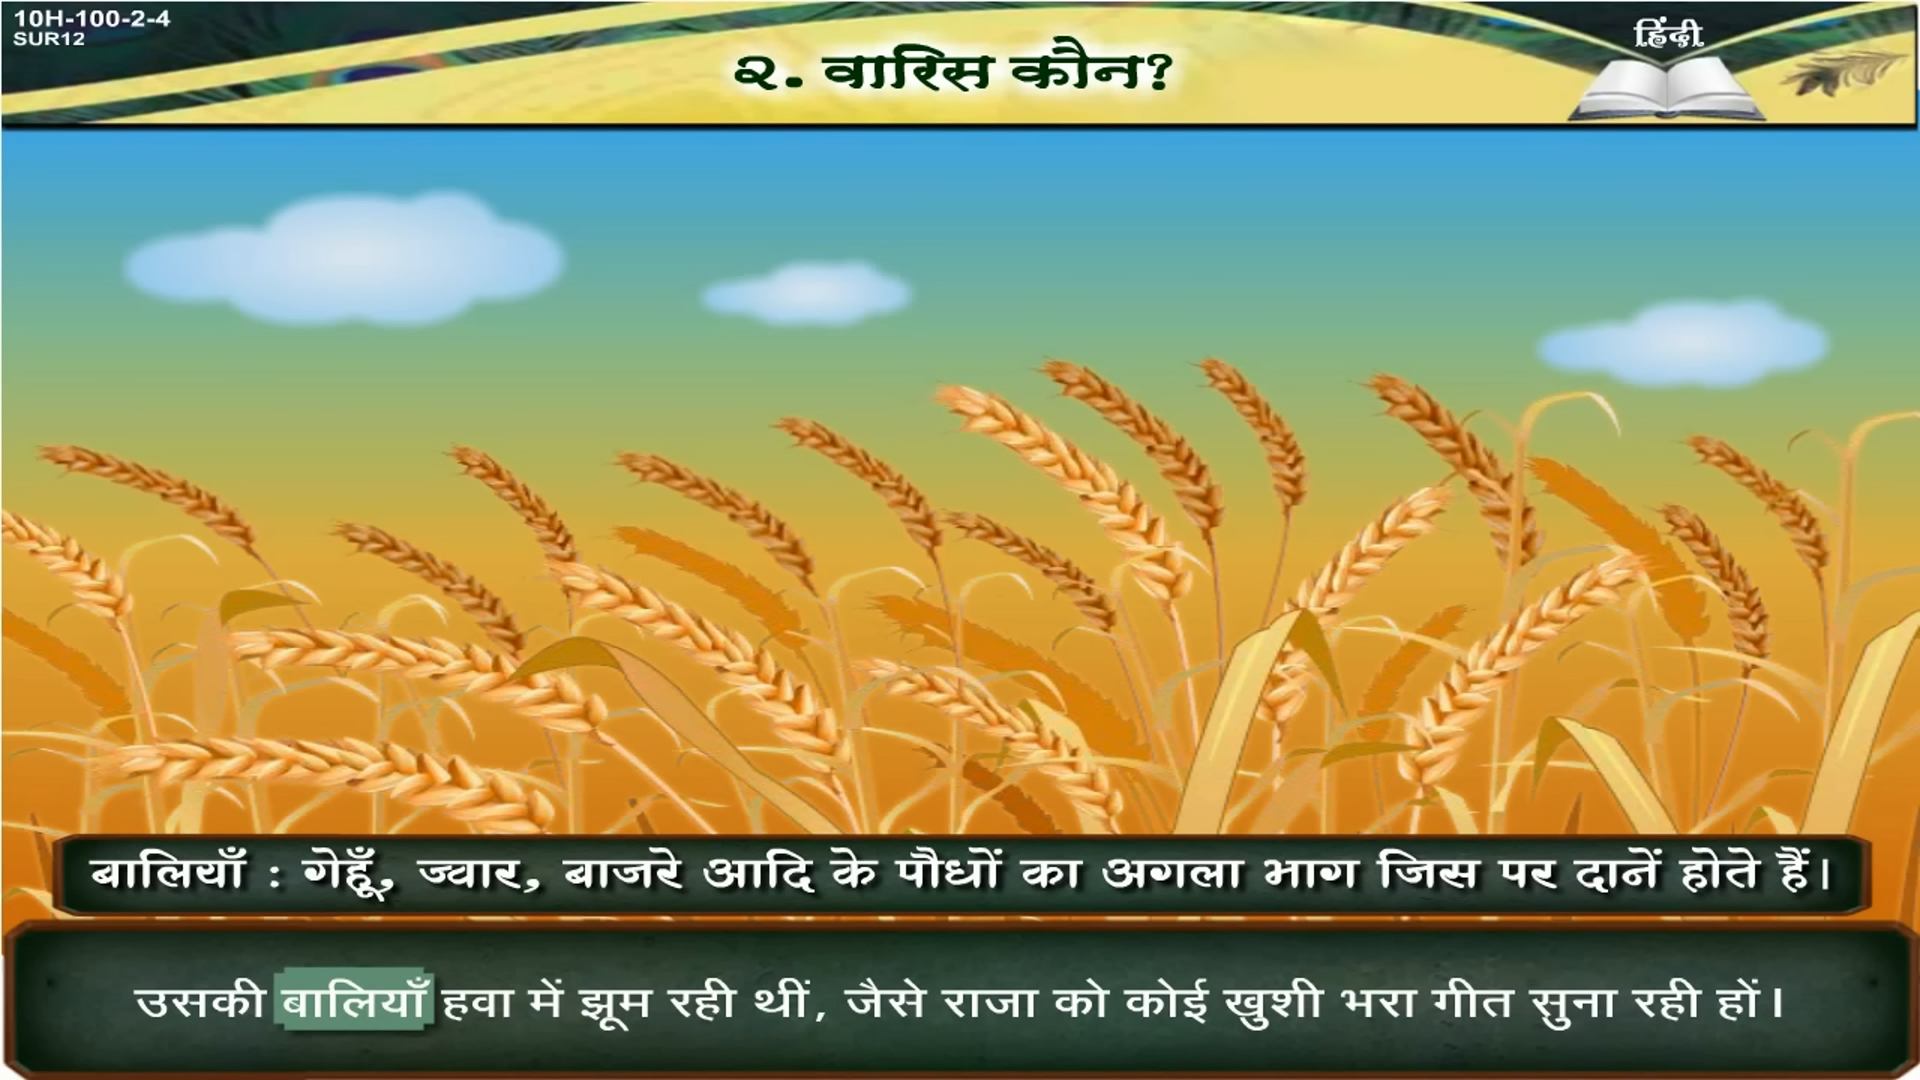 10H-100-2-4
SUR12
२. वारिस कौन?
हिंदी
बालियाँ : गेहूँ, ज्वार, बाजरे आदि के पौधों का अगला भाग जिस पर दानें होते हैं।
उसकी बालियाँ हवा में झूम रही थीं, जैसे राजा को कोई खुशी भरा गीत सुना रही हों।